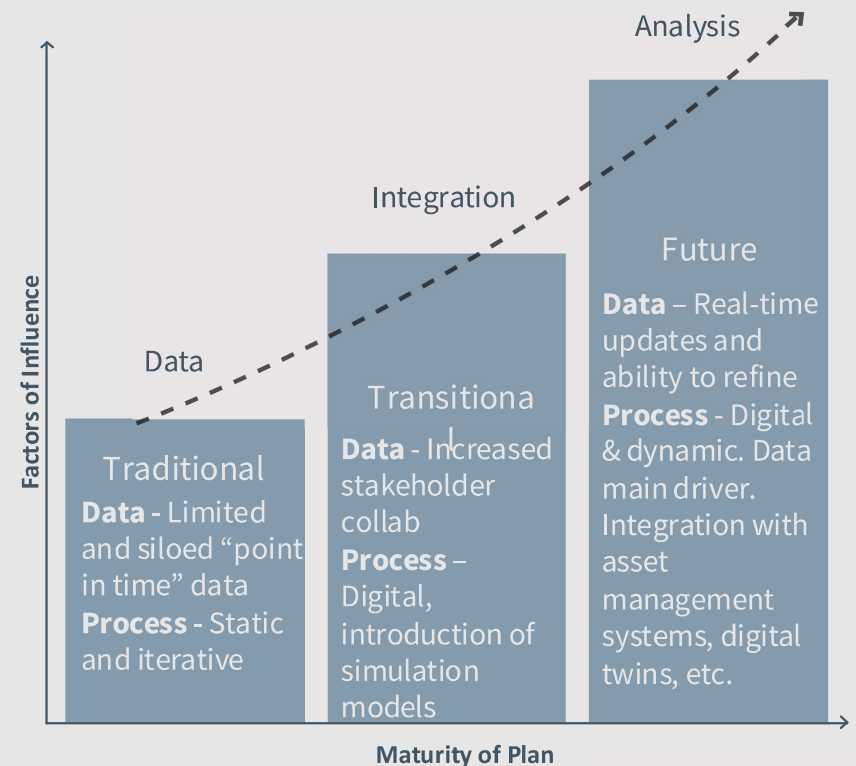 Analysis
Integration
Data
Factors of Influence
Traditional
Data - Limited
and siloed “point
in time” data
Process - Static
and iterative
Transitiona
l
Data - Increased
stakeholder
collab
Process –
Digital,
introduction of
simulation
models
Future
Data – Real-time
updates and
ability to refine
Process - Digital
& dynamic. Data
main driver.
Integration with
asset
management
systems, digital
twins, etc.
Maturity of Plan